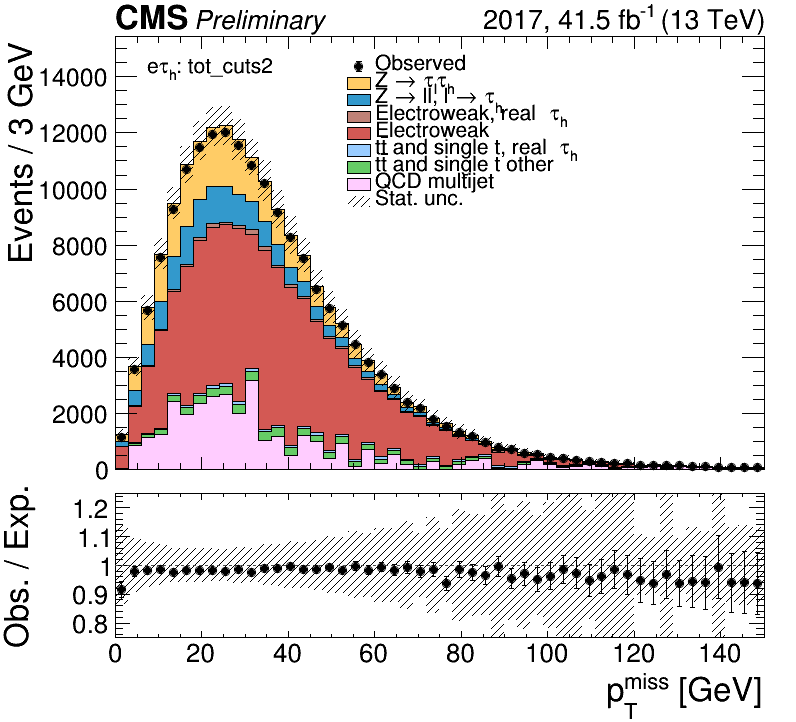 CMS Preliminary 2017, 41.5 fb⁻¹ (13 TeV)
Events / 3 GeV
eτh: tot_cuts2
Observed
Z → τlτh
Z → ll, l → τh
Electroweak, real τh
Electroweak
tt and single t, real τh
tt and single t other
QCD multijet
Stat. unc.
14000
12000
10000
8000
6000
4000
2000
0
Obs. / Exp.
1.2
1.1
1
0.9
0.8
0 20 40 60 80 100 120 140
pTmiss [GeV]